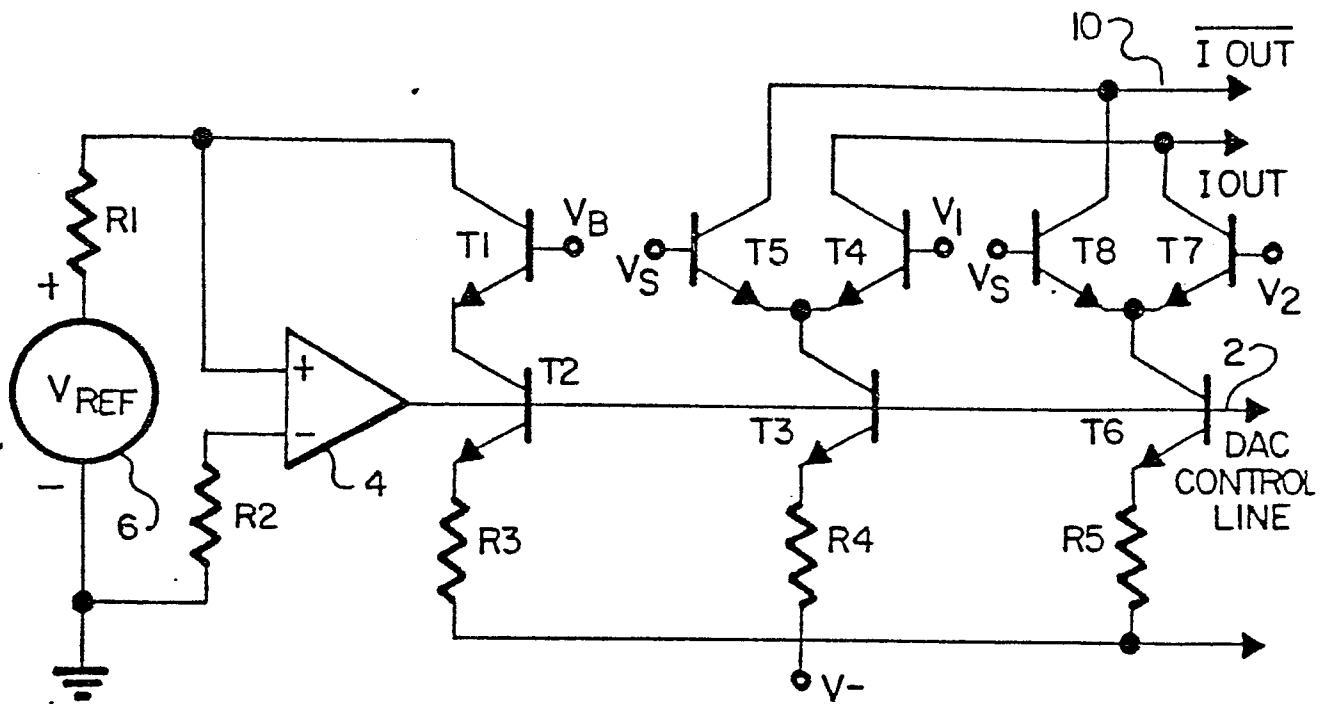 10
I OUT
I OUT
R1
T1
VB
VS
T5
T4
V1
VS
T8
T7
V2
+
VREF
-
6
+
-
4
R2
T2
T3
T6
2
DAC
CONTROL
LINE
R3
R4
R5
V-